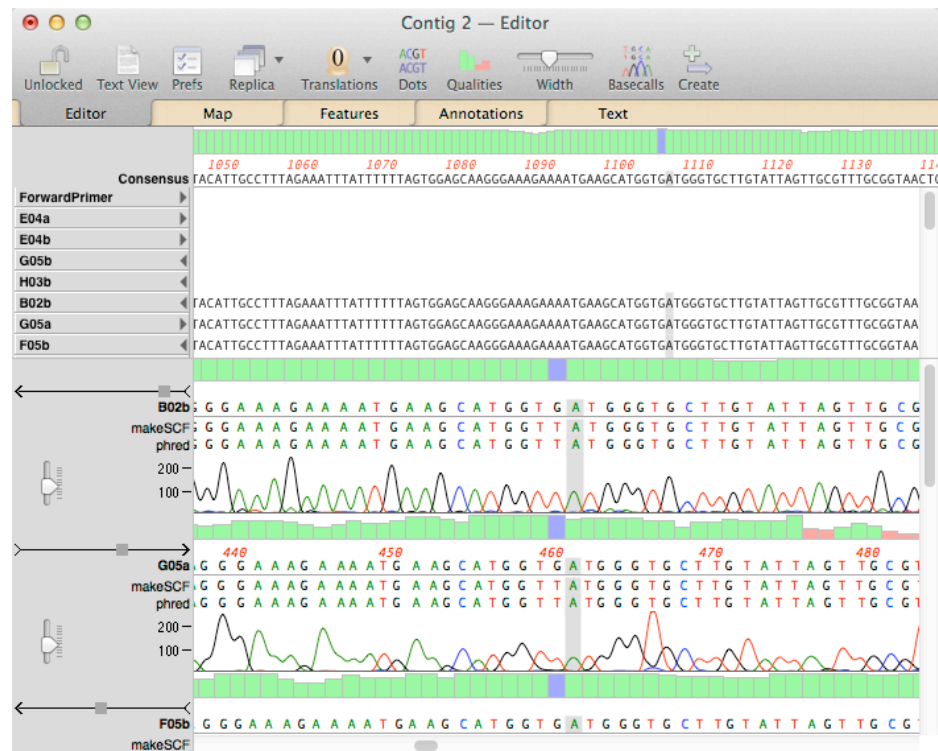 Contig 2 — Editor
ACGT TGCA
ACGT
Unlocked Text View Prefs Replica Translations Dots Qualities Width Basecalls Create
Editor Map Features Annotations Text
1050 1060 1070 1080 1090 1100 1110 1120 1130
Consensus TACATTGCCTTTAGAAATTTATTTTTTAGTGGAGCAAGGGAAAGAAAATGAAGCATGGTGATGGGTGCTTGTATTAGTTGCGTTTGCGGTAACTG
ForwardPrimer
E04a
E04b
G05b
H03b
B02b TACATTGCCTTTAGAAATTTATTTTTTAGTGGAGCAAGGGAAAGAAAATGAAGCATGGTGATGGGTGCTTGTATTAGTTGCGTTTGCGGTAA
G05a TACATTGCCTTTAGAAATTTATTTTTTAGTGGAGCAAGGGAAAGAAAATGAAGCATGGTGATGGGTGCTTGTATTAGTTGCGTTTGCGGTAA
F05b TACATTGCCTTTAGAAATTTATTTTTTAGTGGAGCAAGGGAAAGAAAATGAAGCATGGTGATGGGTGCTTGTATTAGTTGCGTTTGCGGTAA
B02b G G G A A A G A A A A T G A A G C A T G G T G A T G G G T G C T T G T A T T A G T T G C G
makeSCF G G G A A A G A A A A T G A A G C A T G G T T A T G G G T G C T T G T A T T A G T T G C G
phred G G G A A A G A A A A T G A A G C A T G G T T A T G G G T G C T T G T A T T A G T T G C G
200
100
440 450 460 470 480
G05a G G G A A A G A A A A T G A A G C A T G G T G A T G G G T G C T T G T A T T A G T T G C G T
makeSCF G G G A A A G A A A A T G A A G C A T G G T T A T G G G T G C T T G T A T T A G T T G C G T
phred G G G A A A G A A A A T G A A G C A T G G T T A T G G G T G C T T G T A T T A G T T G C G T
200
100
F05b G G G A A A G A A A A T G A A G C A T G G T G A T G G G T G C T T G T A T T A G T T G C G T
makeSCF